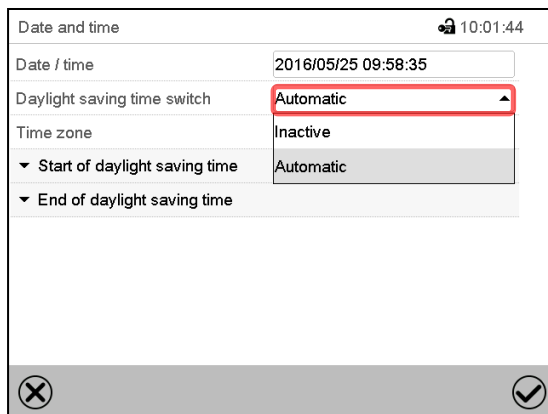 Date and time 10:01:44
Date / time 2016/05/25 09:58:35
Daylight saving time switch Automatic
Time zone Inactive
Start of daylight saving time Automatic
End of daylight saving time